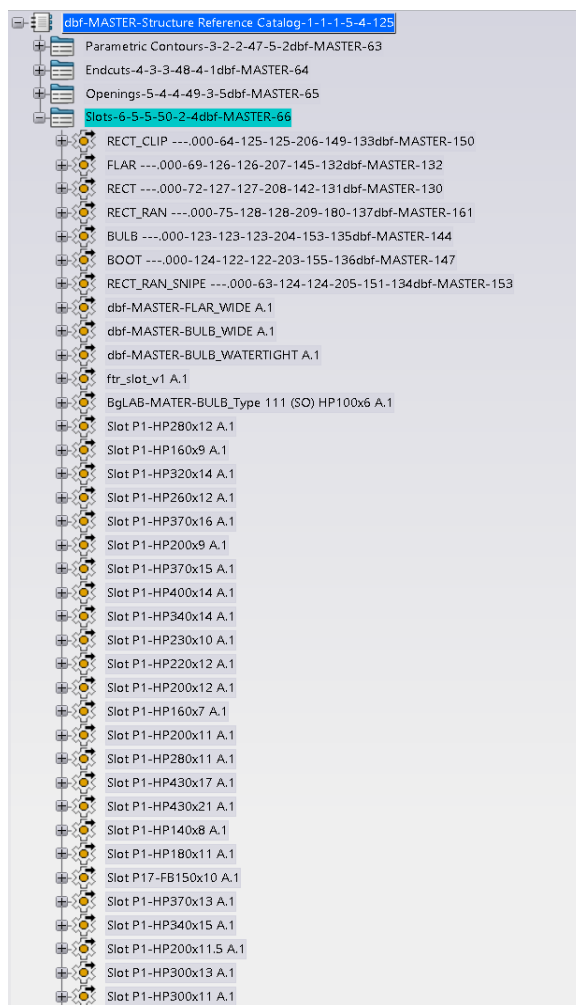 dbf-MASTER-Structure Reference Catalog-1-1-1-5-4-125
Parametric Contours-3-2-2-47-5-2dbf-MASTER-63
Endcuts-4-3-3-48-4-1dbf-MASTER-64
Openings-5-4-4-49-3-5dbf-MASTER-65
Slots-6-5-5-50-2-4dbf-MASTER-66
RECT_CLIP ---.000-64-125-125-206-149-133dbf-MASTER-150
FLAR ---.000-69-126-126-207-145-132dbf-MASTER-132
RECT ---.000-72-127-127-208-142-131dbf-MASTER-130
RECT_RAN ---.000-75-128-128-209-180-137dbf-MASTER-161
BULB ---.000-123-123-123-204-153-135dbf-MASTER-144
BOOT ---.000-124-122-122-203-155-136dbf-MASTER-147
RECT_RAN_SNIPE ---.000-63-124-124-205-151-134dbf-MASTER-153
dbf-MASTER-FLAR_WIDE A.1
dbf-MASTER-BULB_WIDE A.1
dbf-MASTER-BULB_WATERTIGHT A.1
ftr_slot_v1 A.1
BgLAB-MATER-BULB_Type 111 (SO) HP100x6 A.1
Slot P1-HP280x12 A.1
Slot P1-HP160x9 A.1
Slot P1-HP320x14 A.1
Slot P1-HP260x12 A.1
Slot P1-HP370x16 A.1
Slot P1-HP200x9 A.1
Slot P1-HP370x15 A.1
Slot P1-HP400x14 A.1
Slot P1-HP340x14 A.1
Slot P1-HP230x10 A.1
Slot P1-HP220x12 A.1
Slot P1-HP200x12 A.1
Slot P1-HP160x7 A.1
Slot P1-HP200x11 A.1
Slot P1-HP280x11 A.1
Slot P1-HP430x17 A.1
Slot P1-HP430x21 A.1
Slot P1-HP140x8 A.1
Slot P1-HP180x11 A.1
Slot P17-FB150x10 A.1
Slot P1-HP370x13 A.1
Slot P1-HP340x15 A.1
Slot P1-HP200x11.5 A.1
Slot P1-HP300x13 A.1
Slot P1-HP300x11 A.1